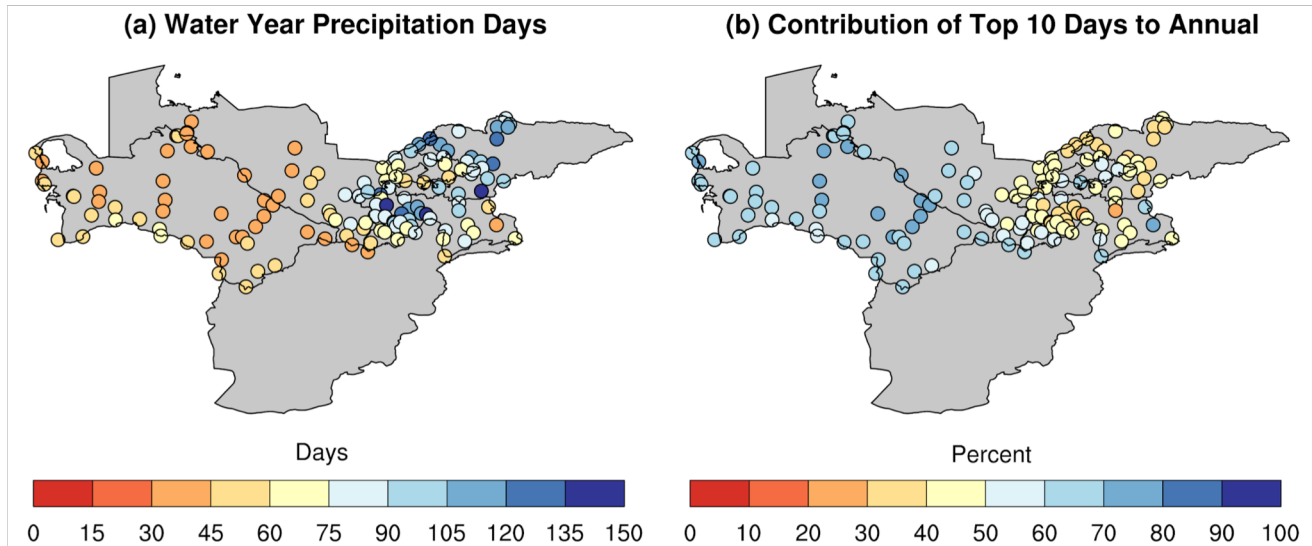 (a) Water Year Precipitation Days
(b) Contribution of Top 10 Days to Annual
Days
Percent
0 15 30 45 60 75 90 105 120 135 150
0 10 20 30 40 50 60 70 80 90 100